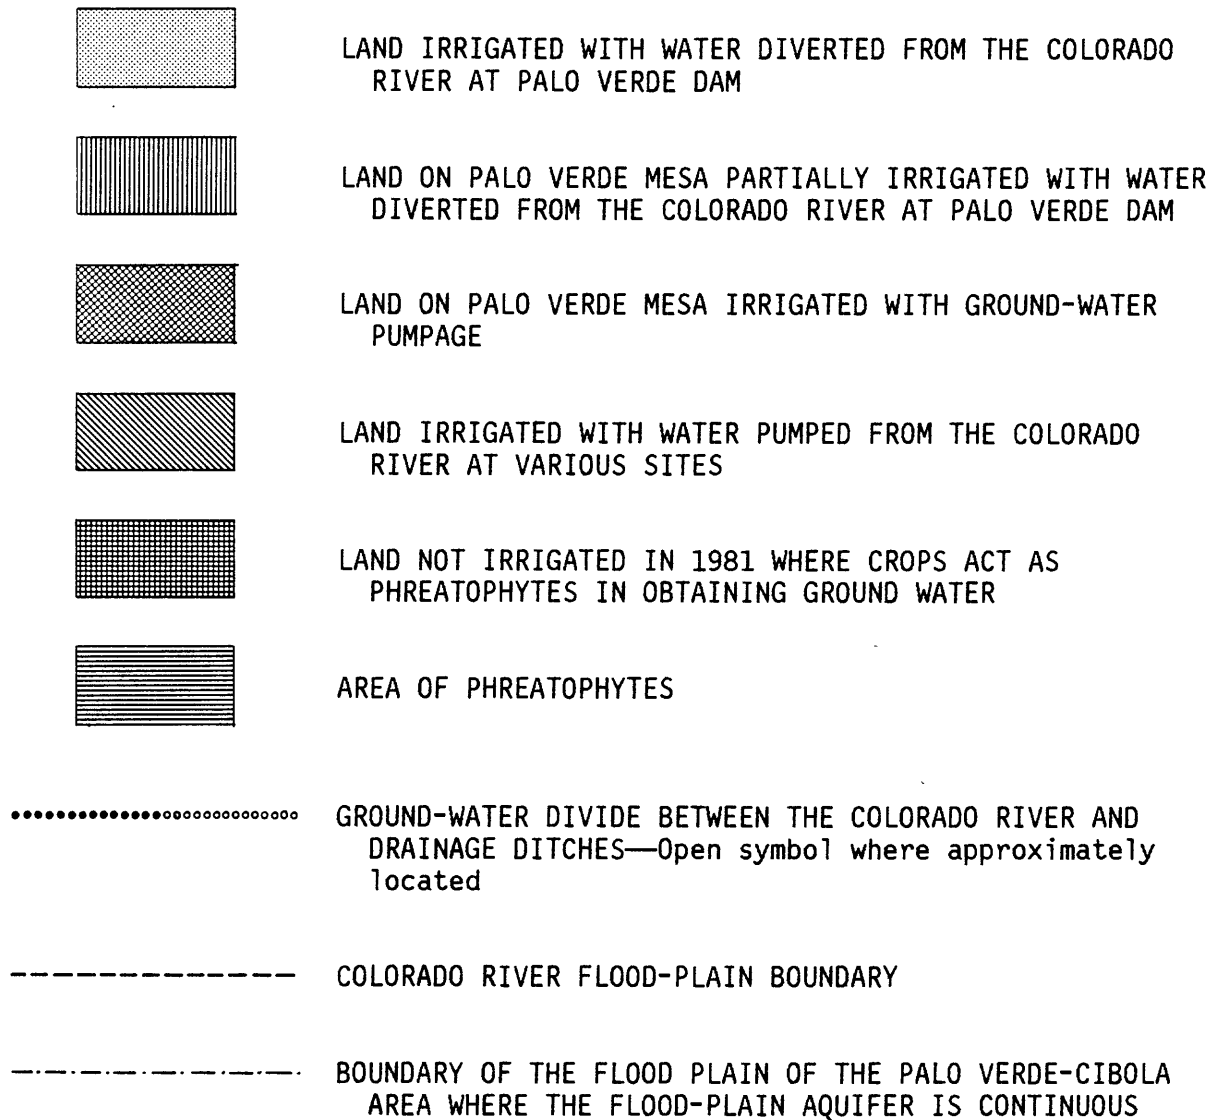 LAND IRRIGATED WITH WATER DIVERTED FROM THE COLORADO
RIVER AT PALO VERDE DAM
LAND ON PALO VERDE MESA PARTIALLY IRRIGATED WITH WATER
DIVERTED FROM THE COLORADO RIVER AT PALO VERDE DAM
LAND ON PALO VERDE MESA IRRIGATED WITH GROUND-WATER
PUMPAGE
LAND IRRIGATED WITH WATER PUMPED FROM THE COLORADO
RIVER AT VARIOUS SITES
LAND NOT IRRIGATED IN 1981 WHERE CROPS ACT AS
PHREATOPHYTES IN OBTAINING GROUND WATER
AREA OF PHREATOPHYTES
GROUND-WATER DIVIDE BETWEEN THE COLORADO RIVER AND
DRAINAGE DITCHES—Open symbol where approximately
located
COLORADO RIVER FLOOD-PLAIN BOUNDARY
BOUNDARY OF THE FLOOD PLAIN OF THE PALO VERDE-CIBOLA
AREA WHERE THE FLOOD-PLAIN AQUIFER IS CONTINUOUS